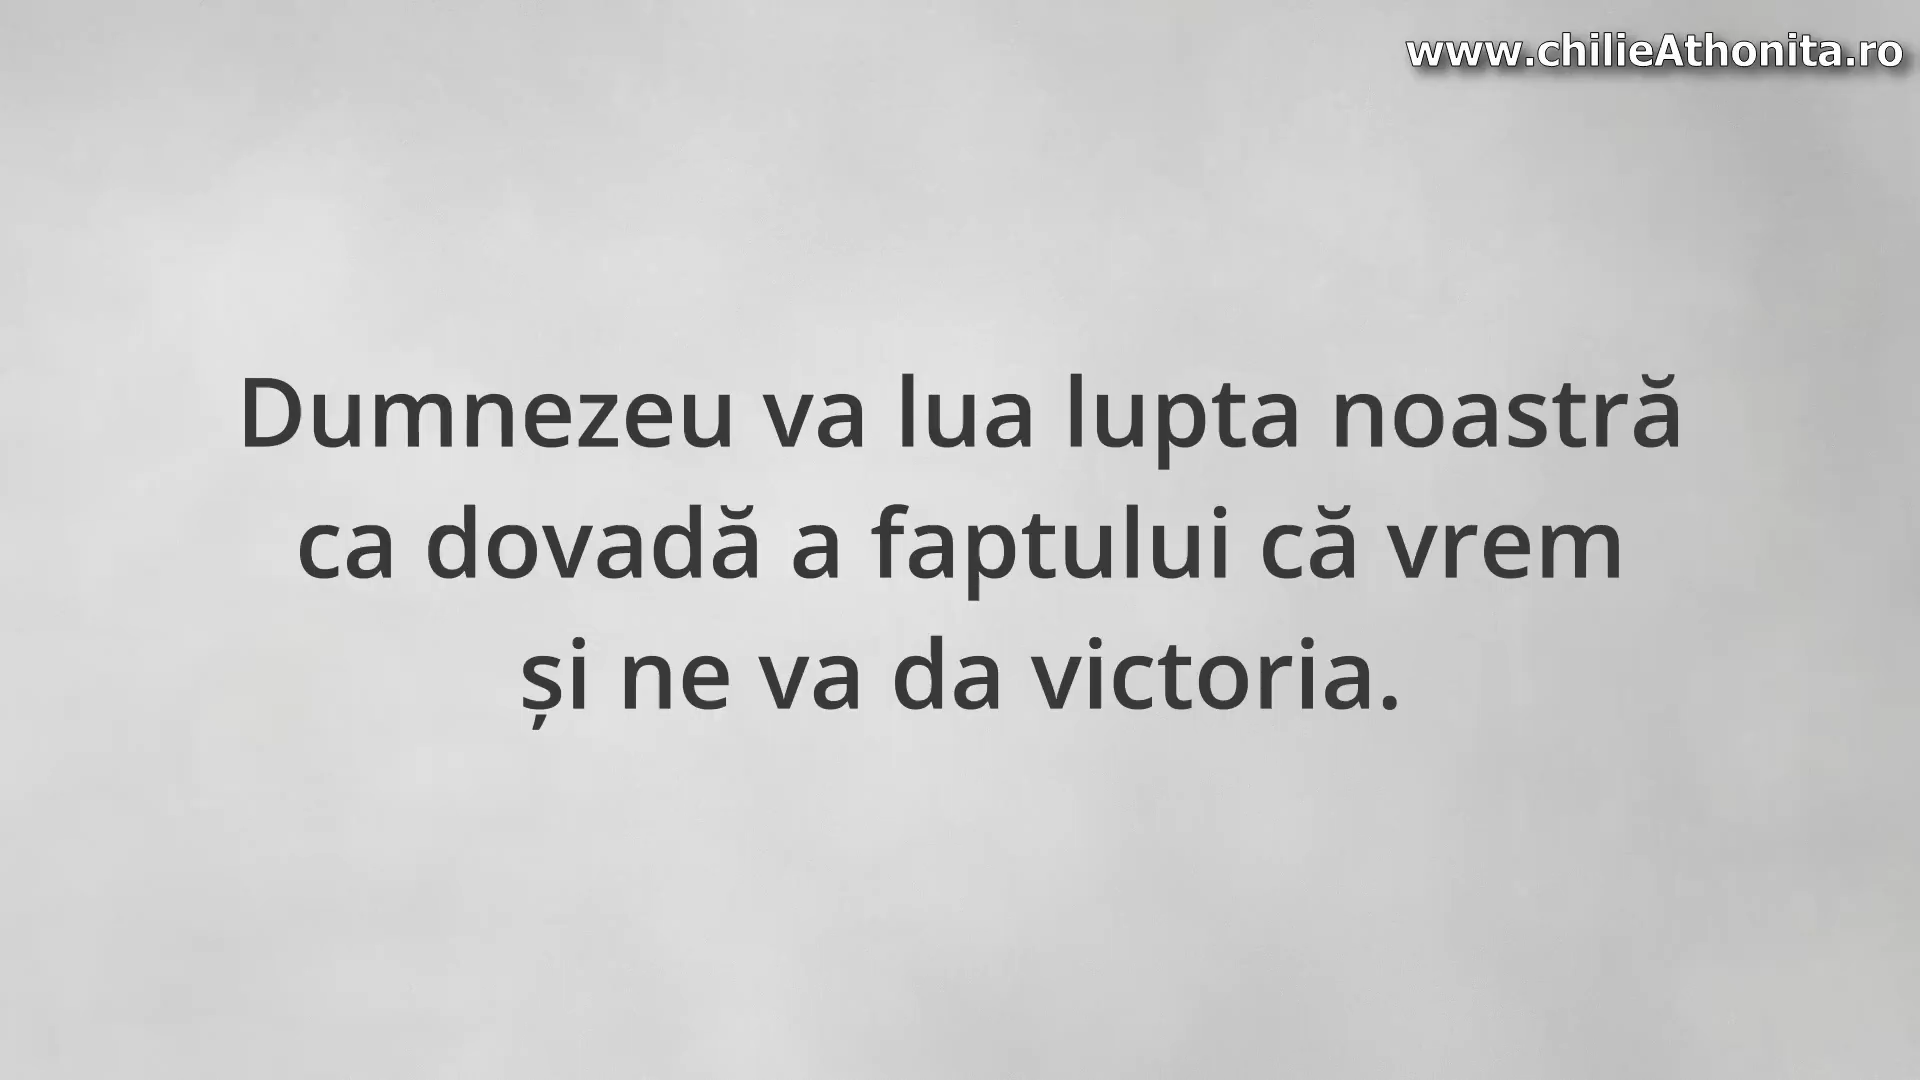 www.chilieAthonita.ro
Dumnezeu va lua lupta noastră
ca dovadă a faptului că vrem
și ne va da victoria.